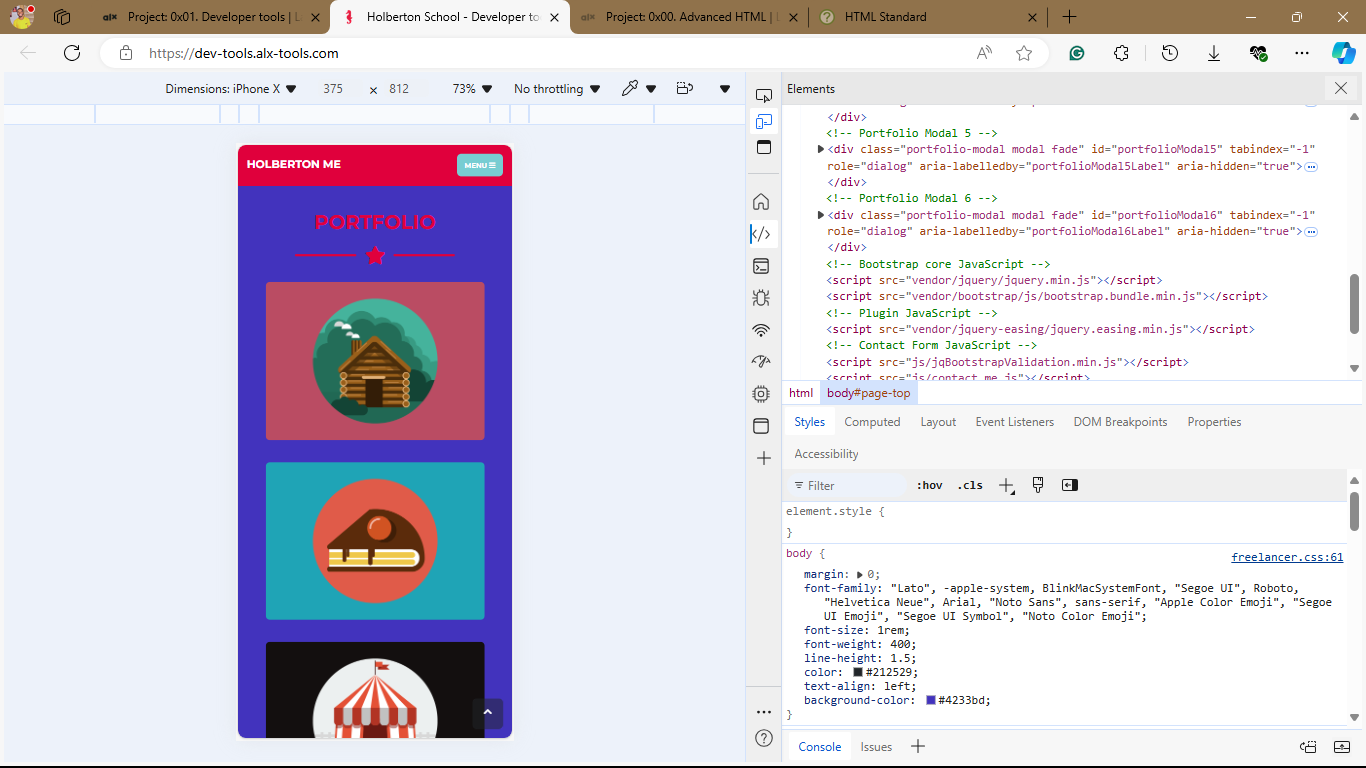 Project: 0x01. Developer tools | L
Holberton School - Developer to
Project: 0x00. Advanced HTML |
HTML Standard
https://dev-tools.alx-tools.com
Dimensions: iPhone X 375 × 812 73% No throttling
HOLBERTON ME
MENU
PORTFOLIO
Elements
</div>
<!-- Portfolio Modal 5 -->
<div class="portfolio-modal modal fade" id="portfolioModal5" tabindex="-1"
role="dialog" aria-labelledby="portfolioModal5Label" aria-hidden="true">
</div>
<!-- Portfolio Modal 6 -->
<div class="portfolio-modal modal fade" id="portfolioModal6" tabindex="-1"
role="dialog" aria-labelledby="portfolioModal6Label" aria-hidden="true">
</div>
<!-- Bootstrap core JavaScript -->
<script src="vendor/jquery/jquery.min.js"></script>
<script src="vendor/bootstrap/js/bootstrap.bundle.min.js"></script>
<!-- Plugin JavaScript -->
<script src="vendor/jquery-easing/jquery.easing.min.js"></script>
<!-- Contact Form JavaScript -->
<script src="js/jqBootstrapValidation.min.js"></script>
<script src="js/contact_me.js"></script>
html body#page-top
Styles Computed Layout Event Listeners DOM Breakpoints Properties
Accessibility
Filter :hov .cls
element.style {
}
body {
freelancer.css:61
margin: 0;
font-family: "Lato", -apple-system, BlinkMacSystemFont, "Segoe UI", Roboto,
"Helvetica Neue", Arial, "Noto Sans", sans-serif, "Apple Color Emoji", "Segoe
UI Emoji", "Segoe UI Symbol", "Noto Color Emoji";
font-size: 1rem;
font-weight: 400;
line-height: 1.5;
color: #212529;
text-align: left;
background-color: #4233bd;
}
Console Issues